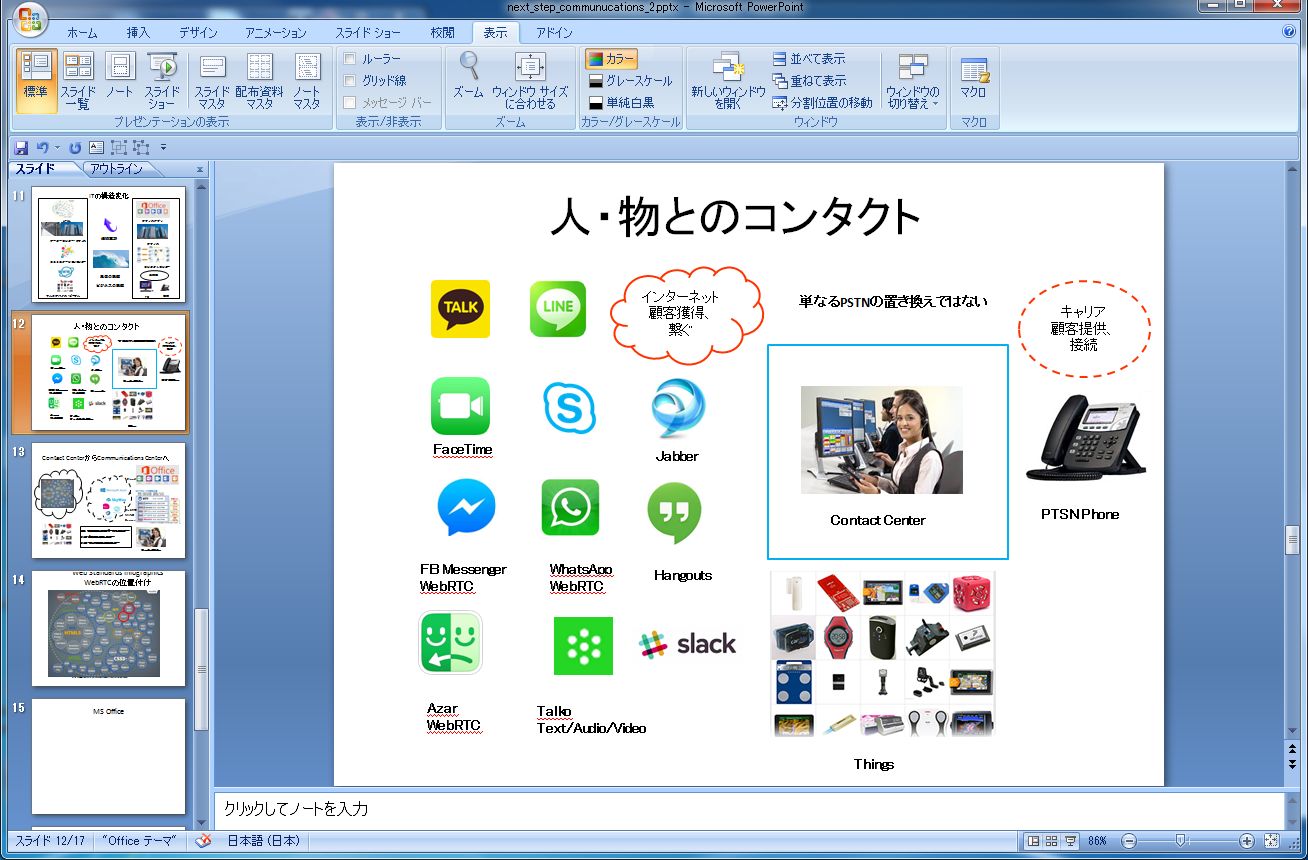 next_step_communucations_2.pptx - Microsoft PowerPoint
ホーム 挿入 デザイン アニメーション スライド ショー 校閲 表示 アドイン
標準
スライド
一覧
ノート
スライド
ショー
スライド
マスタ
配布資料
マスタ
ノート
マスタ
プレゼンテーションの表示
ルーラー
グリッド線
メッセージ バー
表示/非表示
ズーム
ウィンドウ サイズ
に合わせる
ズーム
カラー
グレースケール
単純白黒
カラー/グレースケール
新しいウィンドウ
を開く
並べて表示
重ねて表示
分割位置の移動
ウィンドウの
切り替え
ウィンドウ
マクロ
マクロ
スライド アウトライン
11
ITの構造変化
Office
12
人・物とのコンタクト
13
Contact CenterからCommunications Centerへ
Office
14
Web Standards Infographics
WebRTCの位置付け
HTML5
CSS3
15
MS Office
人・物とのコンタクト
TALK
LINE
インターネット
顧客獲得、
繋ぐ
単なるPSTNの置き換えではない
キャリア
顧客提供、
接続
FaceTime
Jabber
Contact Center
PTSN Phone
FB Messenger
WebRTC
WhatsApp
WebRTC
Hangouts
slack
Azar
WebRTC
Talko
Text/Audio/Video
Things
クリックしてノートを入力
スライド 12/17 "Office テーマ" 日本語 (日本) 86%